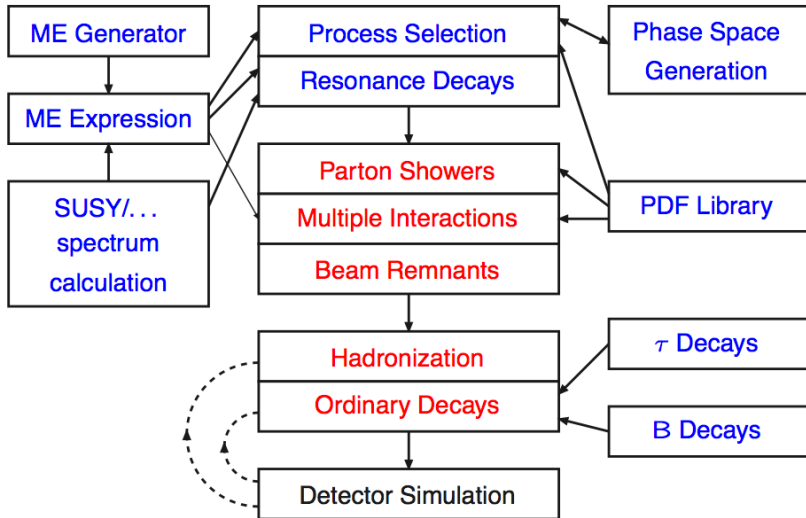 ME Generator
Process Selection
Phase Space
Generation
Resonance Decays
ME Expression
Parton Showers
SUSY/...
spectrum
calculation
Multiple Interactions
PDF Library
Beam Remnants
Hadronization
τ Decays
Ordinary Decays
B Decays
Detector Simulation